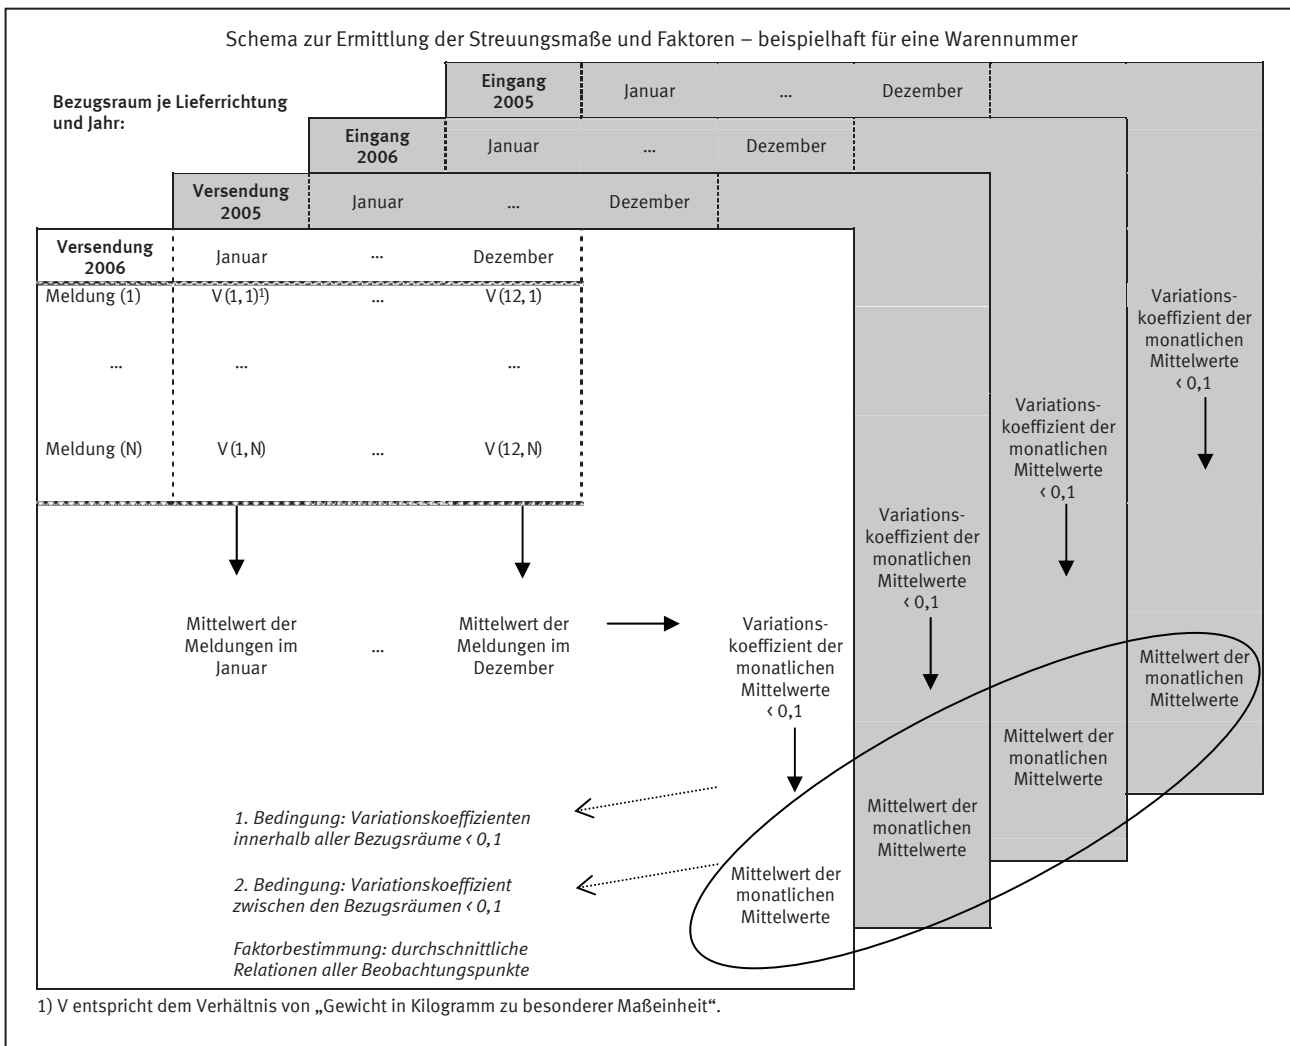 Schema zur Ermittlung der Streuungsmaße und Faktoren – beispielhaft für eine Warennummer
Bezugsraum je Lieferrichtung
und Jahr:
Eingang
2005
Januar
...
Dezember
Eingang
2006
Januar
...
Dezember
Versendung
2005
Januar
...
Dezember
Versendung
2006
Januar
...
Dezember
Meldung (1)
V(1,1)¹)
...
V(12,1)
...
...
...
Meldung (N)
V(1,N)
...
V(12,N)
Mittelwert der
Meldungen im
Januar
...
Mittelwert der
Meldungen im
Dezember
Variations-
koeffizient der
monatlichen
Mittelwerte
< 0,1
Variations-
koeffizient der
monatlichen
Mittelwerte
< 0,1
Variations-
koeffizient der
monatlichen
Mittelwerte
< 0,1
Variations-
koeffizient der
monatlichen
Mittelwerte
< 0,1
Mittelwert der
monatlichen
Mittelwerte
Mittelwert der
monatlichen
Mittelwerte
Mittelwert der
monatlichen
Mittelwerte
Mittelwert der
monatlichen
Mittelwerte
1. Bedingung: Variationskoeffizienten
innerhalb aller Bezugsräume < 0,1
2. Bedingung: Variationskoeffizient
zwischen den Bezugsräumen < 0,1
Faktorbestimmung: durchschnittliche
Relationen aller Beobachtungspunkte
1) V entspricht dem Verhältnis von „Gewicht in Kilogramm zu besonderer Maßeinheit“.